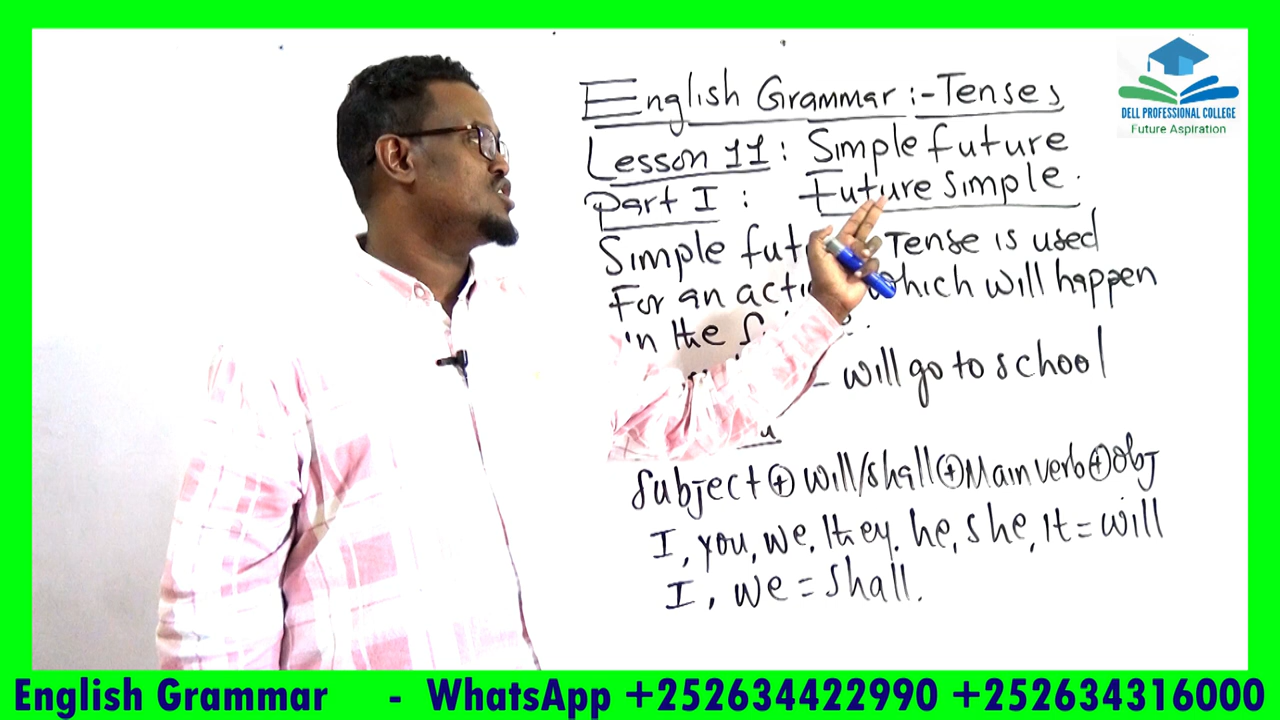 English Grammar :- Tenses
Lesson 11 : Simple future
Part I : Future Simple .
Simple futu Tense is used
For an acti which will happen
in the f
will go to school
Subject + will/shall + Main verb + obj
I, you, we, they, he, she, It = will
I, we = shall.
DELL PROFESSIONAL COLLEGE
Future Aspiration
English Grammar - WhatsApp +252634422990 +252634316000